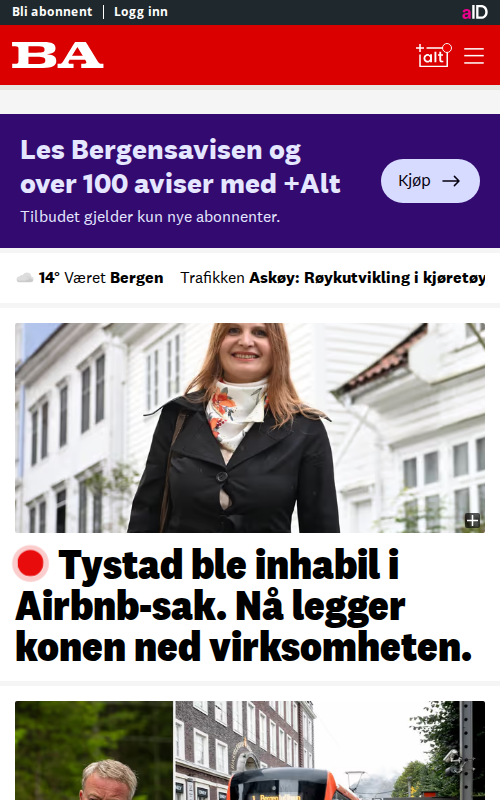 Bli abonnent | Logg inn
aID
BA
+alt
Les Bergensavisen og
over 100 aviser med +Alt
Kjøp →
Tilbudet gjelder kun nye abonnenter.
14° Været Bergen Trafikken Askøy: Røykutvikling i kjøretøy
Tystad ble inhabil i
Airbnb-sak. Nå legger
konen ned virksomheten.